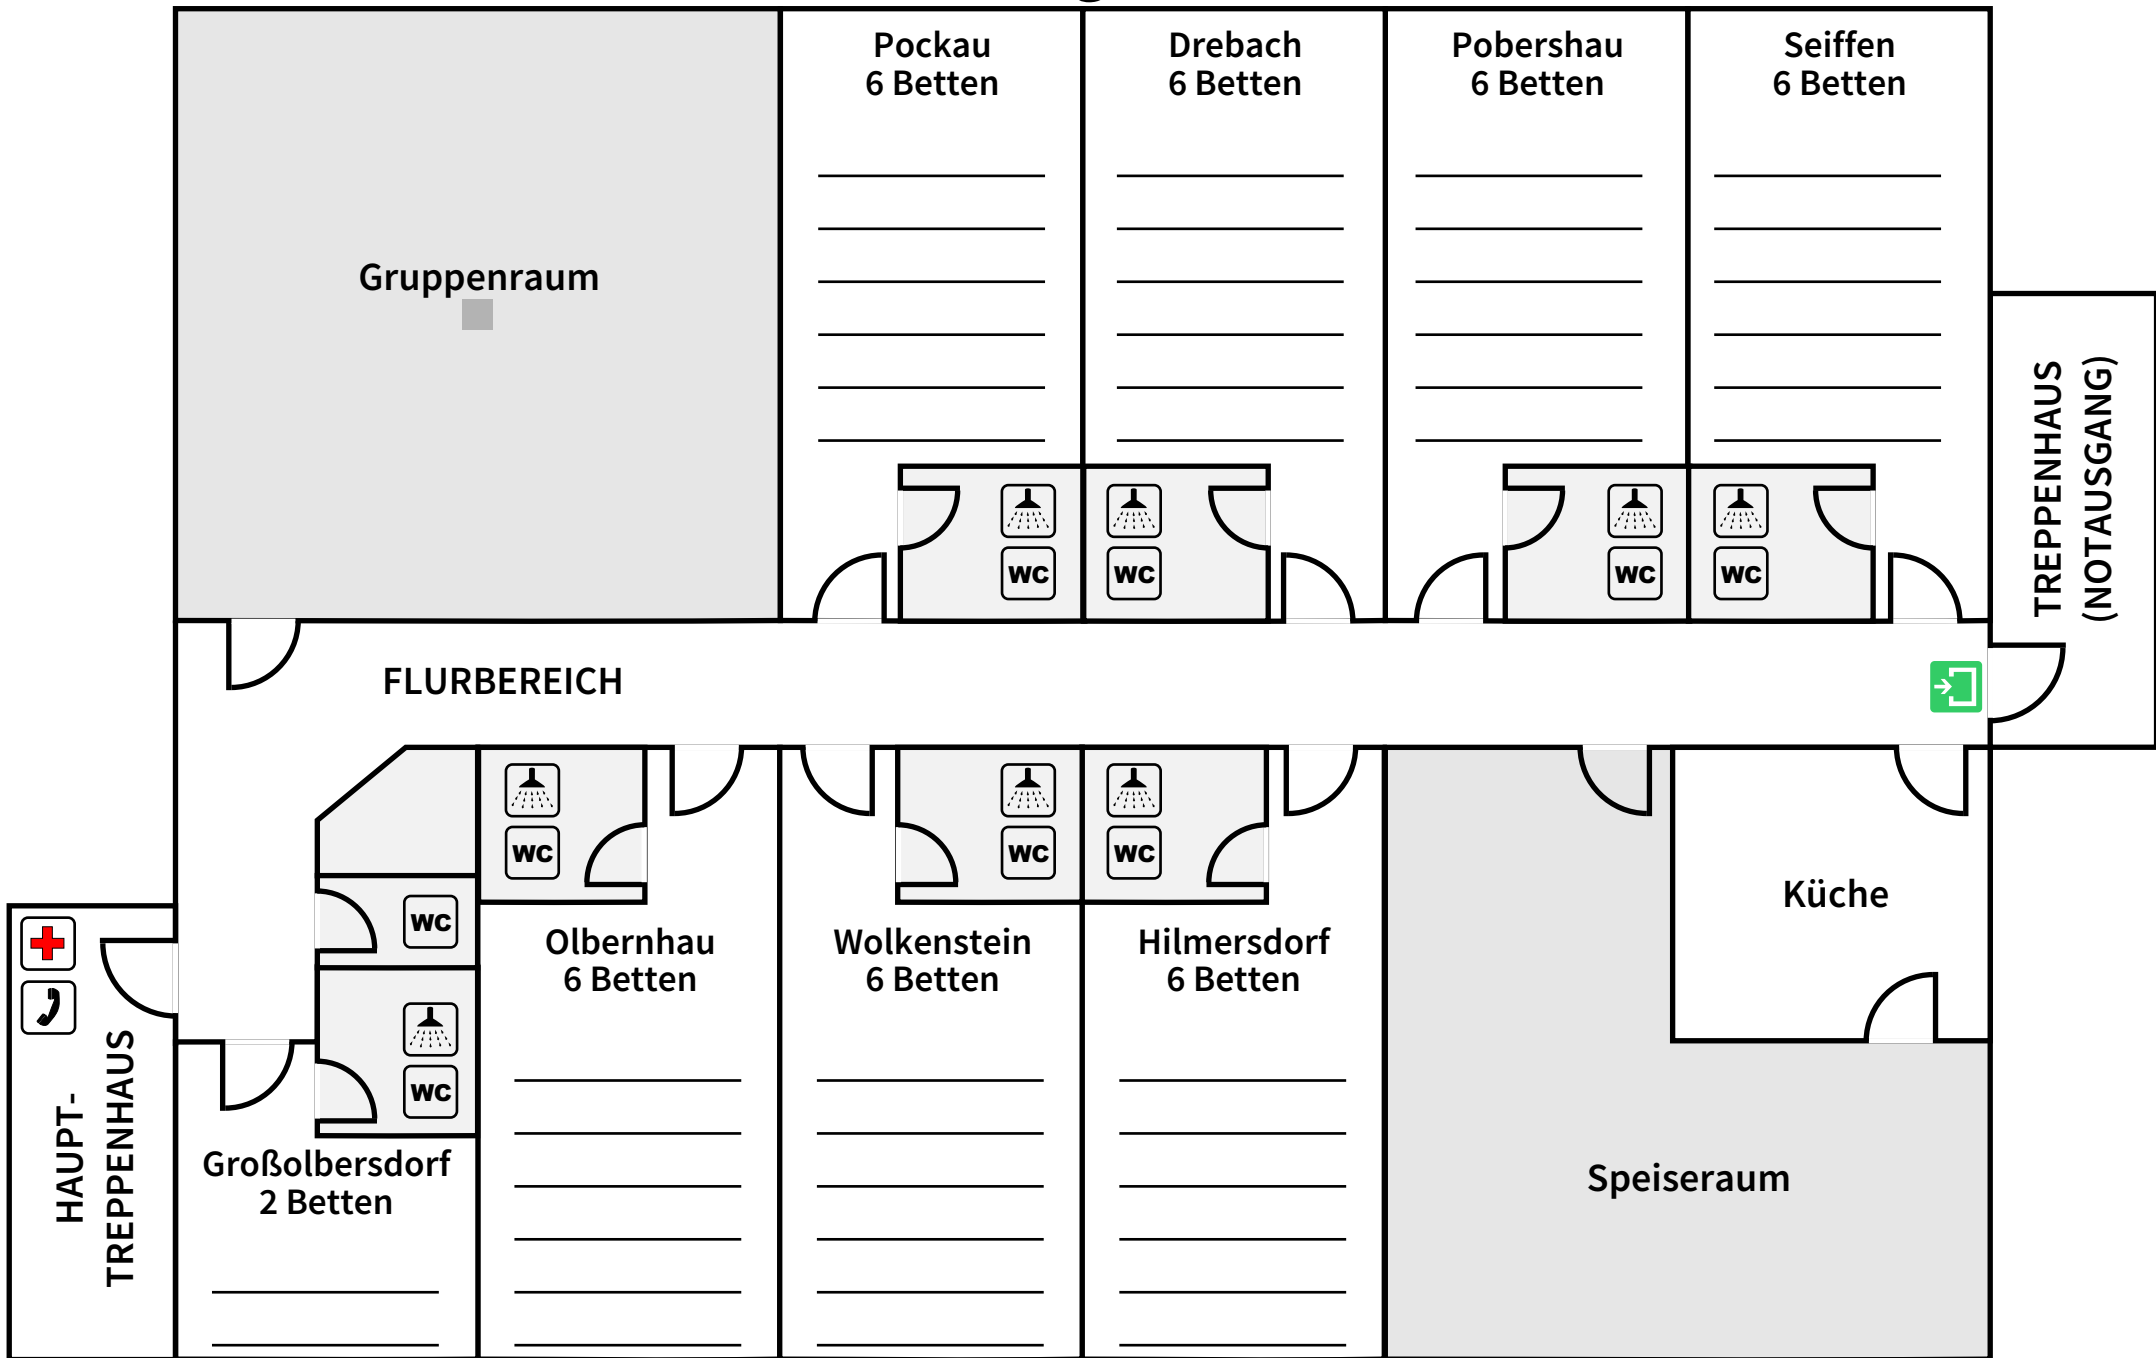 Pockau
6 Betten
Drebach
6 Betten
Pobershau
6 Betten
Seiffen
6 Betten
Gruppenraum
TREPPENHAUS
(NOTAUSGANG)
WC
WC
WC
WC
FLURBEREICH
WC
WC
WC
WC
WC
Küche
Olbernhau
6 Betten
Wolkenstein
6 Betten
Hilmersdorf
6 Betten
HAUPT-
TREPPENHAUS
Großolbersdorf
2 Betten
Speiseraum